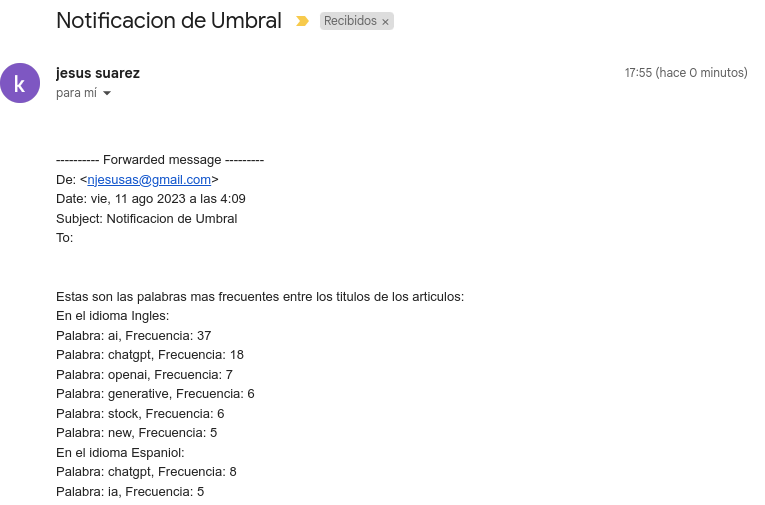 Notificacion de Umbral
Recibidos ×
k
jesus suarez
17:55 (hace 0 minutos)
para mí
---------- Forwarded message ---------
De: <njesusas@gmail.com>
Date: vie, 11 ago 2023 a las 4:09
Subject: Notificacion de Umbral
To:
Estas son las palabras mas frecuentes entre los titulos de los articulos:
En el idioma Ingles:
Palabra: ai, Frecuencia: 37
Palabra: chatgpt, Frecuencia: 18
Palabra: openai, Frecuencia: 7
Palabra: generative, Frecuencia: 6
Palabra: stock, Frecuencia: 6
Palabra: new, Frecuencia: 5
En el idioma Espaniol:
Palabra: chatgpt, Frecuencia: 8
Palabra: ia, Frecuencia: 5